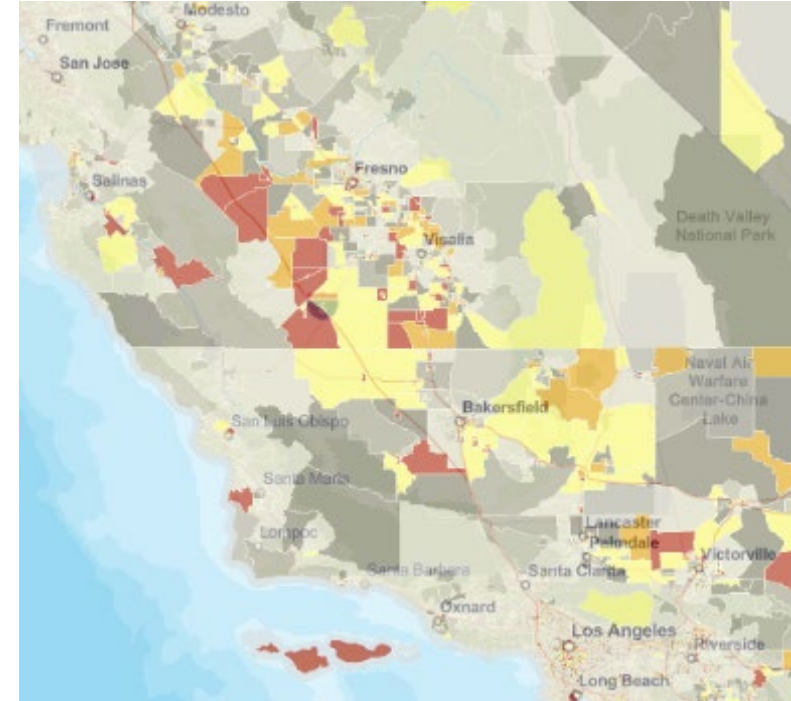 Modesto
Fremont
San Jose
Salinas
Fresno
Visalia
Death Valley
National Park
Naval Air
Warfare
Center-China
Lake
Bakersfield
San Luis Obispo
Santa Maria
Lompoc
Lancaster
Palmdale
Victorville
Santa Barbara
Santa Clarita
Oxnard
Los Angeles
Riverside
Long Beach